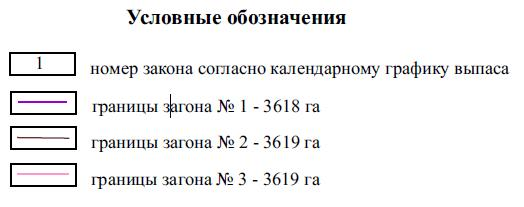 Условные обозначения
1 номер закона согласно календарному графику выпаса
границы загона № 1 - 3618 га
границы загона № 2 - 3619 га
границы загона № 3 - 3619 га